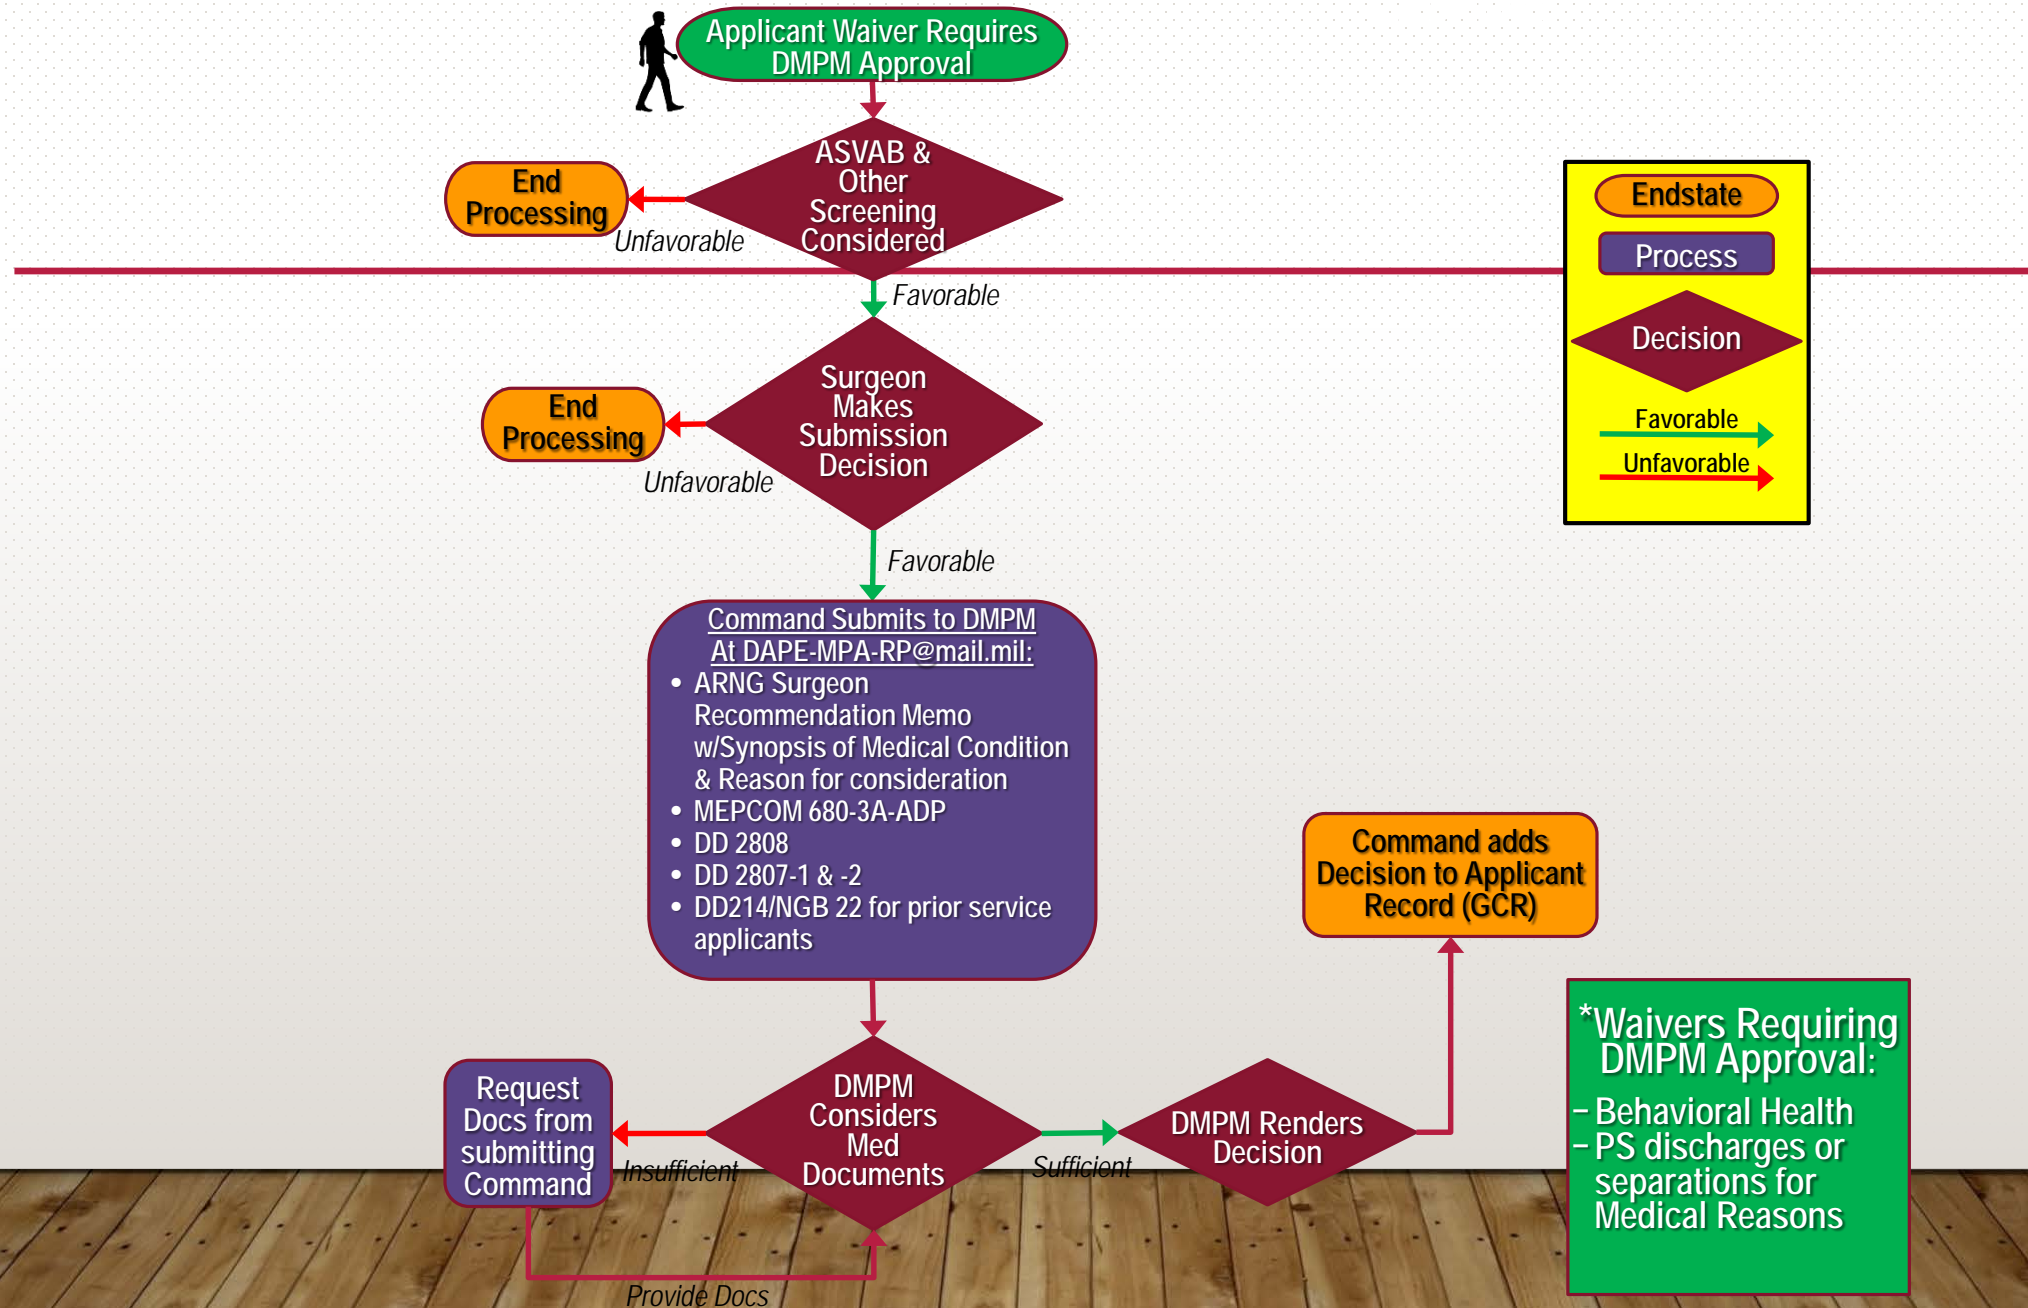 Applicant Waiver Requires
DMPM Approval
ASVAB &
Other
Screening
Considered
End
Processing
Unfavorable
Favorable
Endstate
Process
Decision
Favorable
Unfavorable
Surgeon
Makes
Submission
Decision
End
Processing
Unfavorable
Favorable
Command Submits to DMPM
At DAPE-MPA-RP@mail.mil:
• ARNG Surgeon
Recommendation Memo
w/Synopsis of Medical Condition
& Reason for consideration
• MEPCOM 680-3A-ADP
• DD 2808
• DD 2807-1 & -2
• DD214/NGB 22 for prior service
applicants
Command adds
Decision to Applicant
Record (GCR)
Request
Docs from
submitting
Command
Insufficient
DMPM
Considers
Med
Documents
Sufficient
DMPM Renders
Decision
Provide Docs
*Waivers Requiring
DMPM Approval:
– Behavioral Health
– PS discharges or
separations for
Medical Reasons